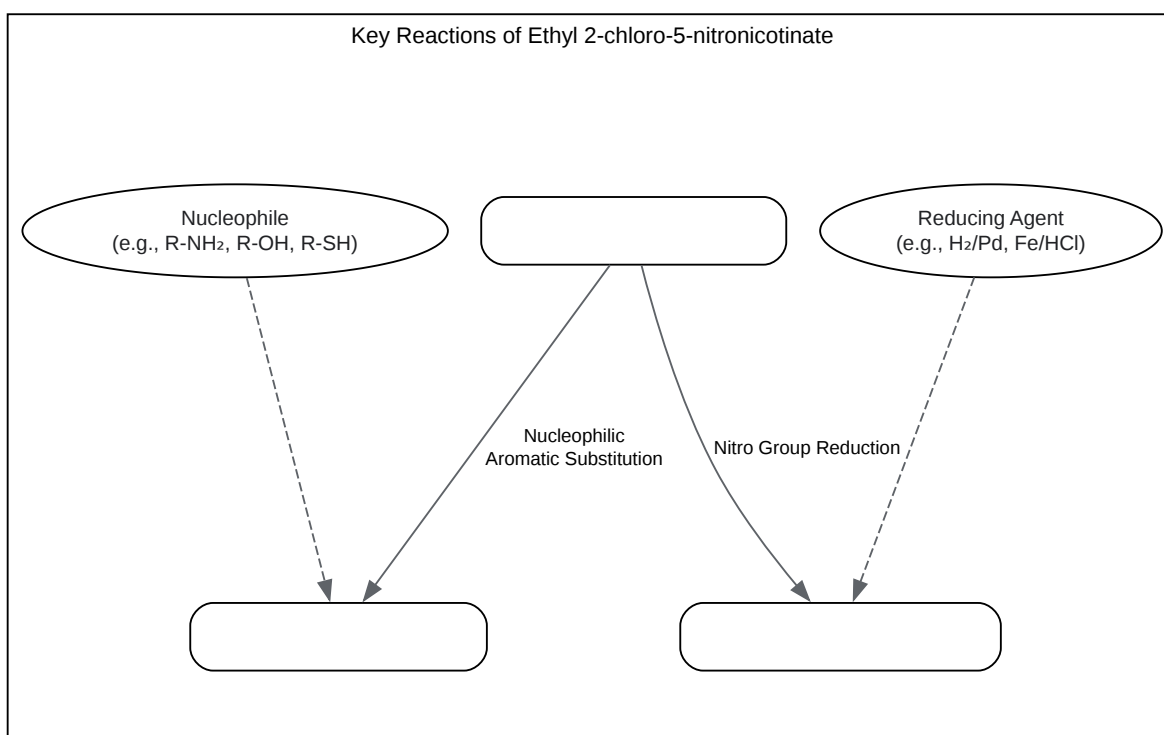 Key Reactions of Ethyl 2-chloro-5-nitronicotinate
Nucleophile
(e.g., R-NH₂, R-OH, R-SH)
Reducing Agent
(e.g., H₂/Pd, Fe/HCl)
Nucleophilic
Aromatic Substitution
Nitro Group Reduction